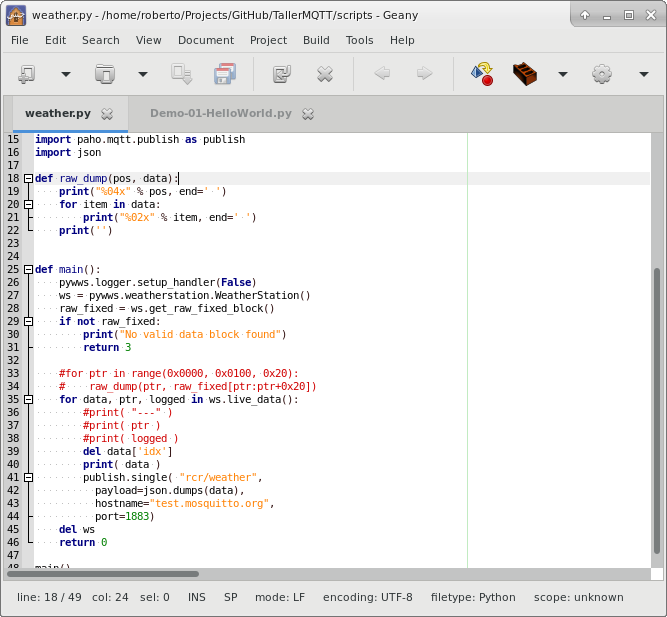 weather.py - /home/roberto/Projects/GitHub/TallerMQTT/scripts - Geany
File Edit Search View Document Project Build Tools Help
weather.py Demo-01-HelloWorld.py
15 import paho.mqtt.publish as publish
16 import json
17
18 def raw_dump(pos, data):
19     print("%04x" % pos, end=' ')
20     for item in data:
21         print("%02x" % item, end=' ')
22     print('')
23
24
25 def main():
26     pywws.logger.setup_handler(False)
27     ws = pywws.weatherstation.WeatherStation()
28     raw_fixed = ws.get_raw_fixed_block()
29     if not raw_fixed:
30         print("No valid data block found")
31         return 3
32
33     #for ptr in range(0x0000, 0x0100, 0x20):
34     #    raw_dump(ptr, raw_fixed[ptr:ptr+0x20])
35     for data, ptr, logged in ws.live_data():
36         #print( "---" )
37         #print( ptr )
38         #print( logged )
39         del data['idx']
40         print( data )
41         publish.single( "rcr/weather",
42           payload=json.dumps(data),
43           hostname="test.mosquitto.org",
44           port=1883)
45     del ws
46     return 0
47
48 main()
line: 18 / 49 col: 24 sel: 0 INS SP mode: LF encoding: UTF-8 filetype: Python scope: unknown